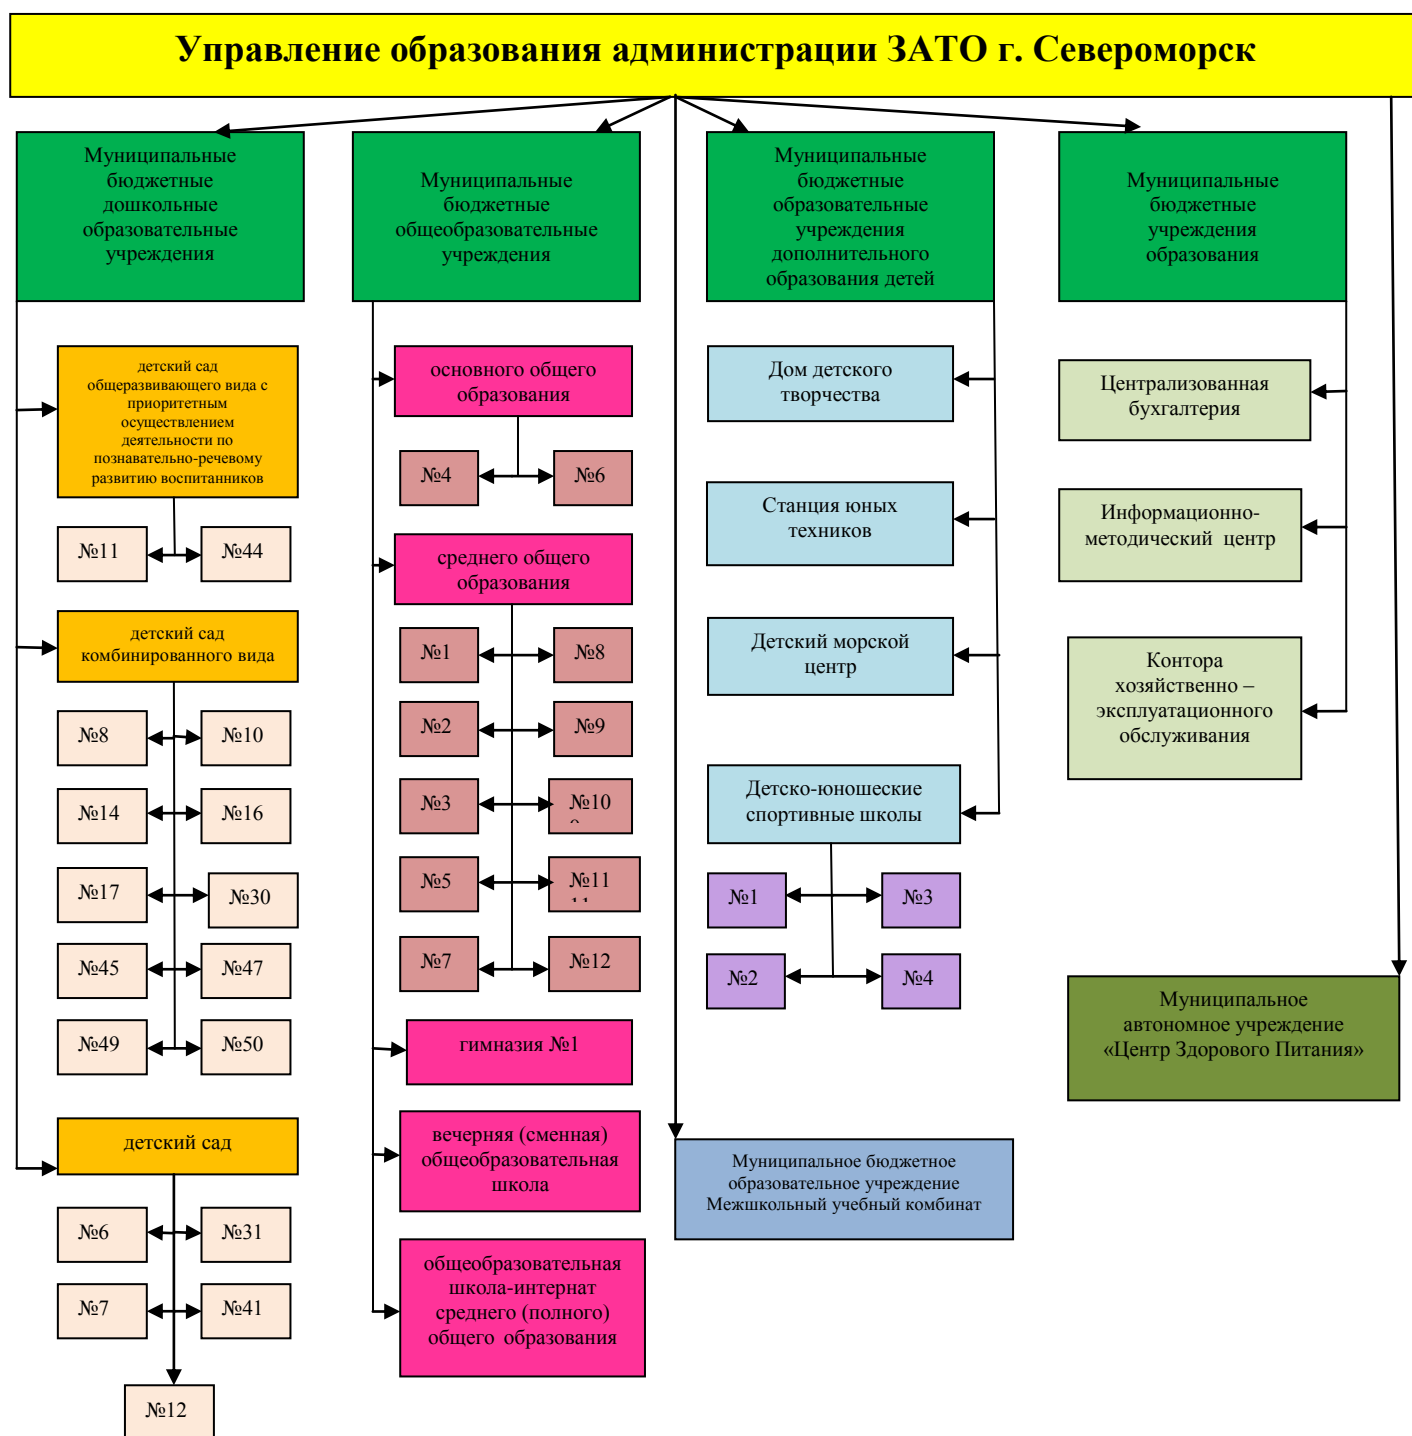 Управление образования администрации ЗАТО г. Североморск
Муниципальные
бюджетные
дошкольные
образовательные
учреждения
детский сад
общеразвивающего вида с
приоритетным
осуществлением
деятельности по
познавательно-речевому
развитию воспитанников
№11
№44
детский сад
комбинированного вида
№8
№10
№14
№16
№17
№30
№45
№47
№49
№50
детский сад
№6
№31
№7
№41
№12
Муниципальные
бюджетные
общеобразовательные
учреждения
основного общего
образования
№4
№6
среднего общего
образования
№1
№8
№2
№9
№3
№10
№5
№11
№7
№12
гимназия №1
вечерняя (сменная)
общеобразовательная
школа
общеобразовательная
школа-интернат
среднего (полного)
общего образования
Муниципальные
бюджетные
образовательные
учреждения
дополнительного
образования детей
Дом детского
творчества
Станция юных
техников
Детский морской
центр
Детско-юношеские
спортивные школы
№1
№3
№2
№4
Муниципальное бюджетное
образовательное учреждение
Межшкольный учебный комбинат
Муниципальные
бюджетные
учреждения
образования
Централизованная
бухгалтерия
Информационно-
методический центр
Контора
хозяйственно –
эксплуатационного
обслуживания
Муниципальное
автономное учреждение
«Центр Здорового Питания»